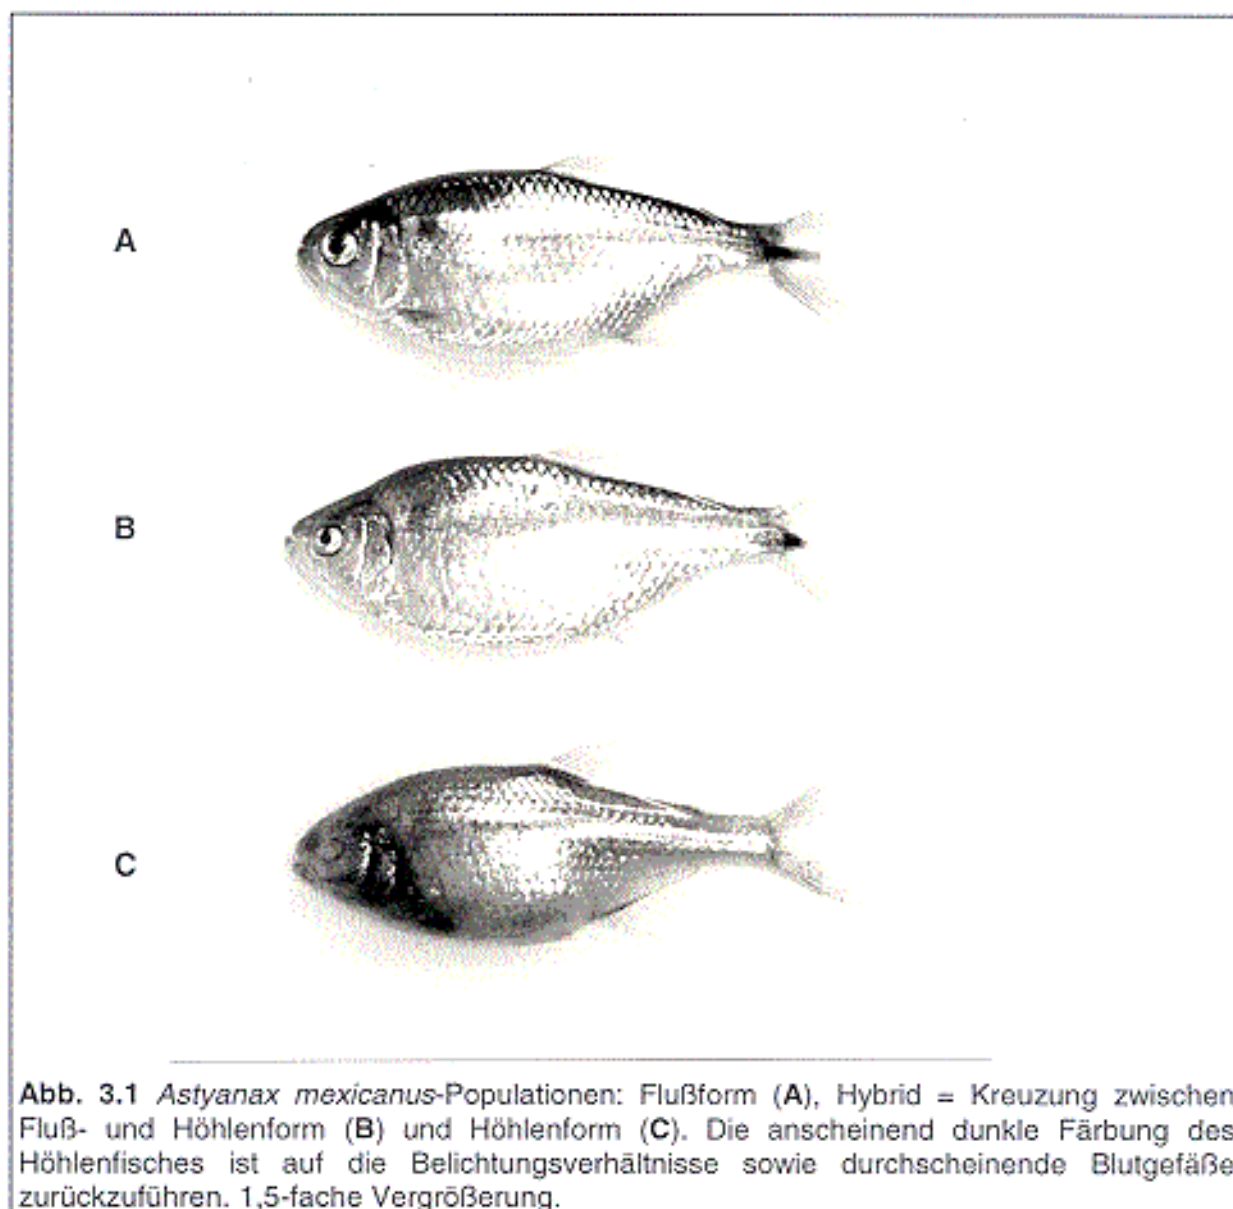 A
B
C
Abb. 3.1 Astyanax mexicanus-Populationen: Flußform (A), Hybrid = Kreuzung zwischen
Fluß- und Höhlenform (B) und Höhlenform (C). Die anscheinend dunkle Färbung des
Höhlenfisches ist auf die Belichtungsverhältnisse sowie durchscheinende Blutgefäße
zurückzuführen. 1,5-fache Vergrößerung.